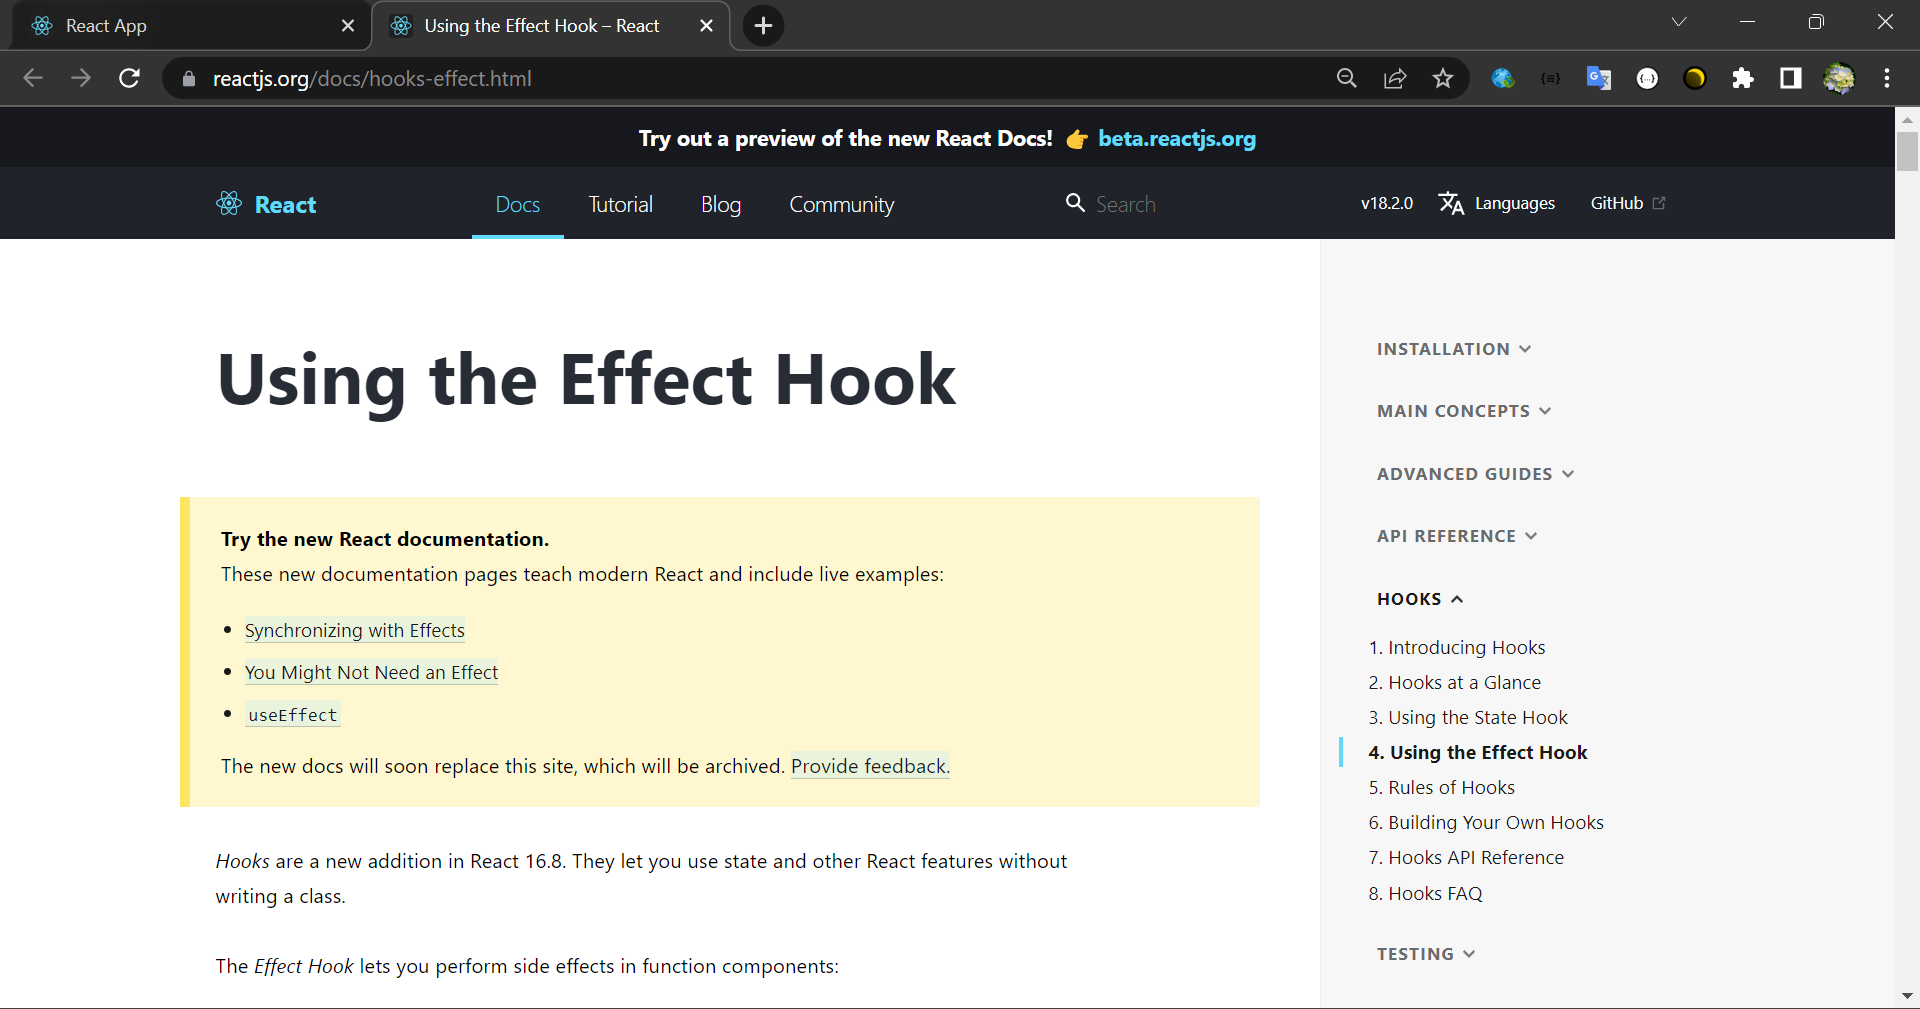 React App
Using the Effect Hook – React
reactjs.org/docs/hooks-effect.html
Try out a preview of the new React Docs! 👉 beta.reactjs.org
React
Docs
Tutorial
Blog
Community
Search
v18.2.0
Languages
GitHub
Using the Effect Hook
Try the new React documentation.
These new documentation pages teach modern React and include live examples:
• Synchronizing with Effects
• You Might Not Need an Effect
• useEffect
The new docs will soon replace this site, which will be archived. Provide feedback.
Hooks are a new addition in React 16.8. They let you use state and other React features without
writing a class.
The Effect Hook lets you perform side effects in function components:
INSTALLATION
MAIN CONCEPTS
ADVANCED GUIDES
API REFERENCE
HOOKS
1. Introducing Hooks
2. Hooks at a Glance
3. Using the State Hook
4. Using the Effect Hook
5. Rules of Hooks
6. Building Your Own Hooks
7. Hooks API Reference
8. Hooks FAQ
TESTING